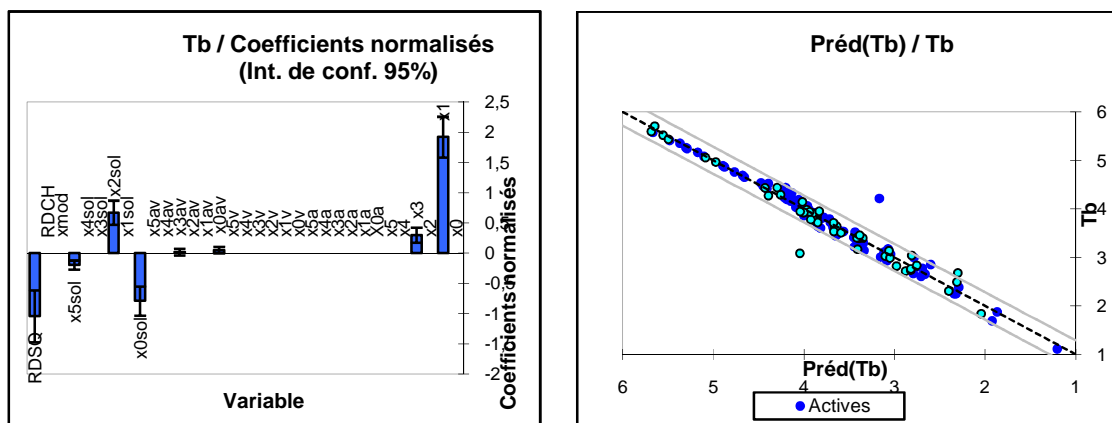 Tb / Coefficients normalisés
(Int. de conf. 95%)
RDSQ
RDCH
xmod
x5sol
x4sol
x3sol
x2sol
x1sol
x0sol
x5av
x4av
x3av
x2av
x1av
x0av
x5v
x4v
x3v
x2v
x1v
x0v
x5a
x4a
x3a
x2a
x1a
x0a
x5
x4
x3
x2
x1
x0
2,5
2
1,5
1
0,5
0
-0,5
-1
-1,5
-2
Coefficients normalisés
Variable
Préd(Tb) / Tb
6
5
4
3
2
1
Tb
Préd(Tb)
6 5 4 3 2 1
Actives